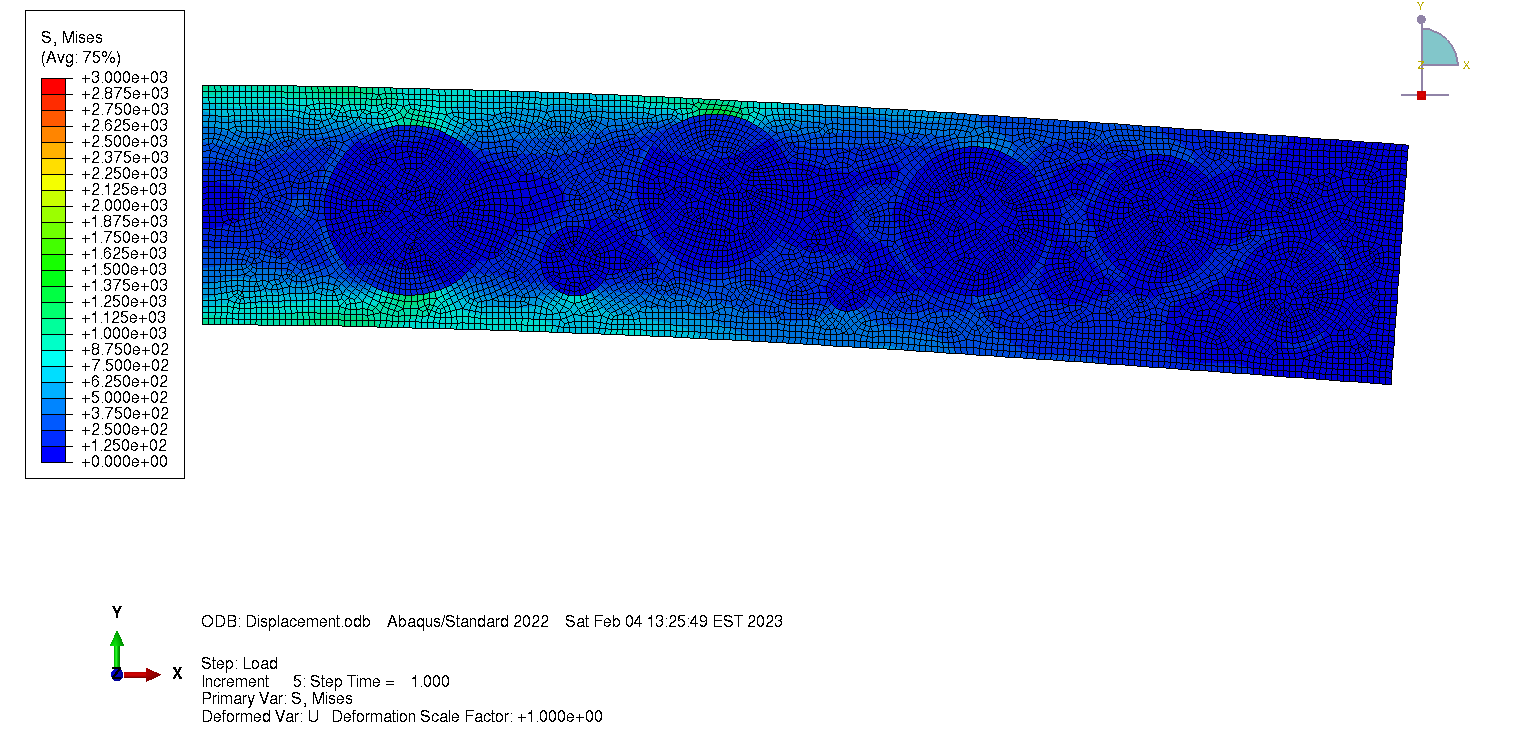 S, Mises
(Avg: 75%)
+3.000e+03
+2.875e+03
+2.750e+03
+2.625e+03
+2.500e+03
+2.375e+03
+2.250e+03
+2.125e+03
+2.000e+03
+1.875e+03
+1.750e+03
+1.625e+03
+1.500e+03
+1.375e+03
+1.250e+03
+1.125e+03
+1.000e+03
+8.750e+02
+7.500e+02
+6.250e+02
+5.000e+02
+3.750e+02
+2.500e+02
+1.250e+02
+0.000e+00
Y
Z X
Y
Z X
ODB: Displacement.odb Abaqus/Standard 2022 Sat Feb 04 13:25:49 EST 2023
Step: Load
Increment 5: Step Time = 1.000
Primary Var: S, Mises
Deformed Var: U Deformation Scale Factor: +1.000e+00